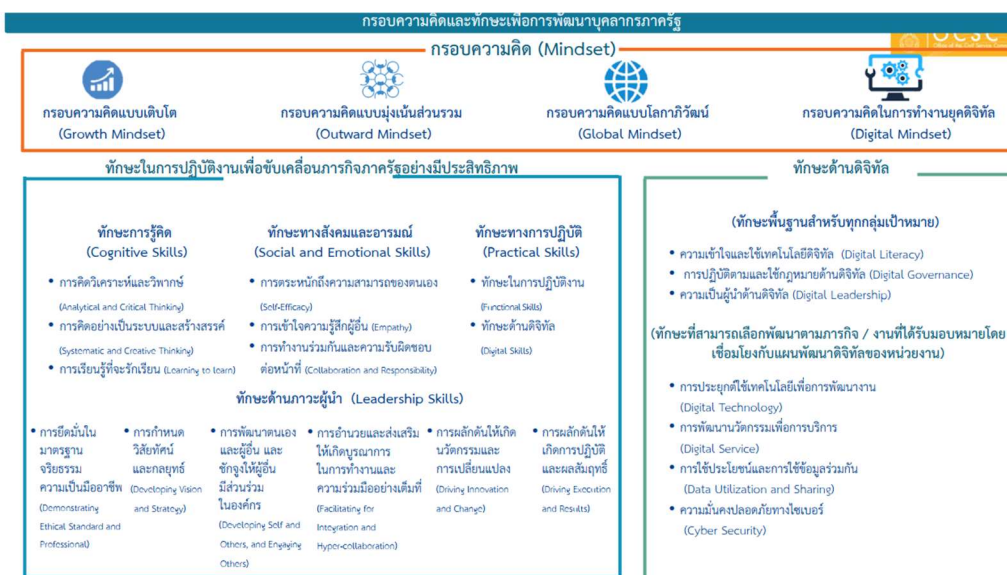 กรอบความคิดและทักษะเพื่อการพัฒนาบุคลากรภาครัฐ
OCSC
กรอบความคิด (Mindset)
กรอบความคิดแบบเติบโต
(Growth Mindset)
กรอบความคิดแบบมุ่งเน้นส่วนรวม
(Outward Mindset)
กรอบความคิดแบบโลกาภิวัฒน์
(Global Mindset)
กรอบความคิดในการทำงานยุคดิจิทัล
(Digital Mindset)
ทักษะในการปฏิบัติงานเพื่อขับเคลื่อนภารกิจภาครัฐอย่างมีประสิทธิภาพ
ทักษะการรู้คิด
(Cognitive Skills)
• การคิดวิเคราะห์และวิพากษ์
(Analytical and Critical Thinking)
• การคิดอย่างเป็นระบบและสร้างสรรค์
(Systematic and Creative Thinking)
• การเรียนรู้ที่จะรักเรียน (Learning to learn)
ทักษะทางสังคมและอารมณ์
(Social and Emotional Skills)
• การตระหนักถึงความสามารถของตนเอง
(Self-Efficacy)
• การเข้าใจความรู้สึกผู้อื่น (Empathy)
• การทำงานร่วมกันและความรับผิดชอบ
ต่อหน้าที่ (Collaboration and Responsibility)
ทักษะทางการปฏิบัติ
(Practical Skills)
• ทักษะในการปฏิบัติงาน
(Functional Skills)
• ทักษะด้านดิจิทัล
(Digital Skills)
ทักษะด้านภาวะผู้นำ (Leadership Skills)
• การยึดมั่นใน
มาตรฐาน
จริยธรรม
ความเป็นมืออาชีพ
(Demonstrating
Ethical Standard and
Professional)
• การกำหนด
วิสัยทัศน์
และกลยุทธ์
(Developing Vision
and Strategy)
• การพัฒนาตนเอง
และผู้อื่น และ
ชักจูงให้ผู้อื่น
มีส่วนร่วม
ในองค์กร
(Developing Self and
Others, and Engaging
Others)
• การอำนวยและส่งเสริม
ให้เกิดบูรณาการ
ในการทำงานและ
ความร่วมมืออย่างเต็มที่
(Facilitating for
Integration and
Hyper-collaboration)
• การผลักดันให้เกิด
นวัตกรรมและ
การเปลี่ยนแปลง
(Driving Innovation
and Change)
• การผลักดันให้
เกิดการปฏิบัติ
และผลสัมฤทธิ์
(Driving Execution
and Results)
ทักษะด้านดิจิทัล
(ทักษะพื้นฐานสำหรับทุกกลุ่มเป้าหมาย)
• ความเข้าใจและใช้เทคโนโลยีดิจิทัล (Digital Literacy)
• การปฏิบัติตามและใช้กฎหมายด้านดิจิทัล (Digital Governance)
• ความเป็นผู้นำด้านดิจิทัล (Digital Leadership)
(ทักษะที่สามารถเลือกพัฒนาตามภารกิจ / งานที่ได้รับมอบหมายโดย
เชื่อมโยงกับแผนพัฒนาดิจิทัลของหน่วยงาน)
• การประยุกต์ใช้เทคโนโลยีเพื่อการพัฒนางาน
(Digital Technology)
• การพัฒนานวัตกรรมเพื่อการบริการ
(Digital Service)
• การใช้ประโยชน์และการใช้ข้อมูลร่วมกัน
(Data Utilization and Sharing)
• ความมั่นคงปลอดภัยทางไซเบอร์
(Cyber Security)